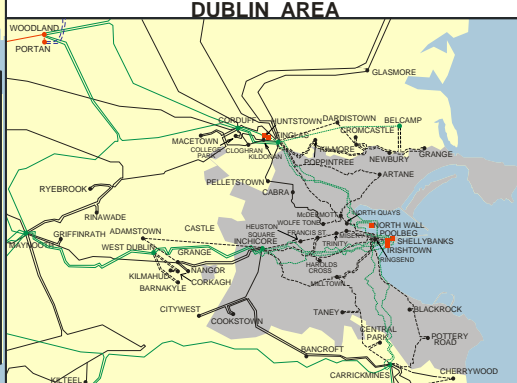 DUBLIN AREA
WOODLAND
PORTAN
GLASMORE
CORDUFF
HUNTSTOWN
DARDISTOWN
BELCAMP
MACETOWN
CROMCASTLE
COLLEGE
PARK
CLOGHRAN
KILDONAN
KILMORE
POPPINTREE
NEWBURY
GRANGE
ARTANE
PELLETSTOWN
CABRA
RYEBROOK
RINAWADE
McDERMOTT
NORTH QUAYS
WOLFE TONE
NORTH WALL
POOLBEG
SHELLYBANKS
IRISHTOWN
RINGSEND
HEUSTON
SQUARE
FRANCIS ST
TRINITY
INCHICORE
HAROLDS
CROSS
MILLTOWN
MAYNOOTH
GRIFFINRATH
ADAMSTOWN
CASTLE
WEST DUBLIN
GRANGE
KILMAHUD
NANGOR
CORKAGH
BARNAKYLE
CITYWEST
COOKSTOWN
TANEY
BLACKROCK
CENTRAL
PARK
POTTERY
ROAD
BANCROFT
CARRICKMINES
CHERRYWOOD
KILTEEL